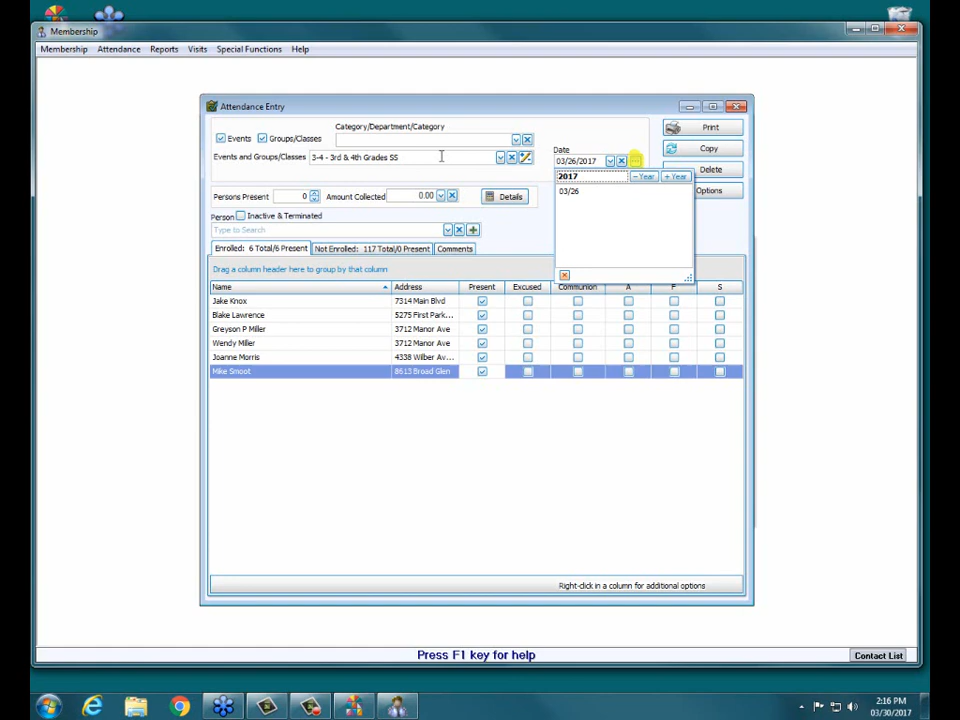 Membership
Membership Attendance Reports Visits Special Functions Help
Attendance Entry
Category/Department/Category
Events Groups/Classes
Print
Date
Copy
Events and Groups/Classes 3-4 - 3rd & 4th Grades SS
03/26/2017
Delete
2017 - Year + Year
Options
03/26
Persons Present 0 Amount Collected 0.00 Details
Person Inactive & Terminated
Type to Search
Enrolled: 6 Total/6 Present Not Enrolled: 117 Total/0 Present Comments
Drag a column header here to group by that column
Name Address Present Excused Communion A F S
Jake Knox 7314 Main Blvd
Blake Lawrence 5275 First Park...
Greyson P Miller 3712 Manor Ave
Wendy Miller 3712 Manor Ave
Joanne Morris 4338 Wilber Av...
Mike Smoot 8613 Broad Glen
Right-click in a column for additional options
Press F1 key for help
Contact List
2:16 PM
03/30/2017